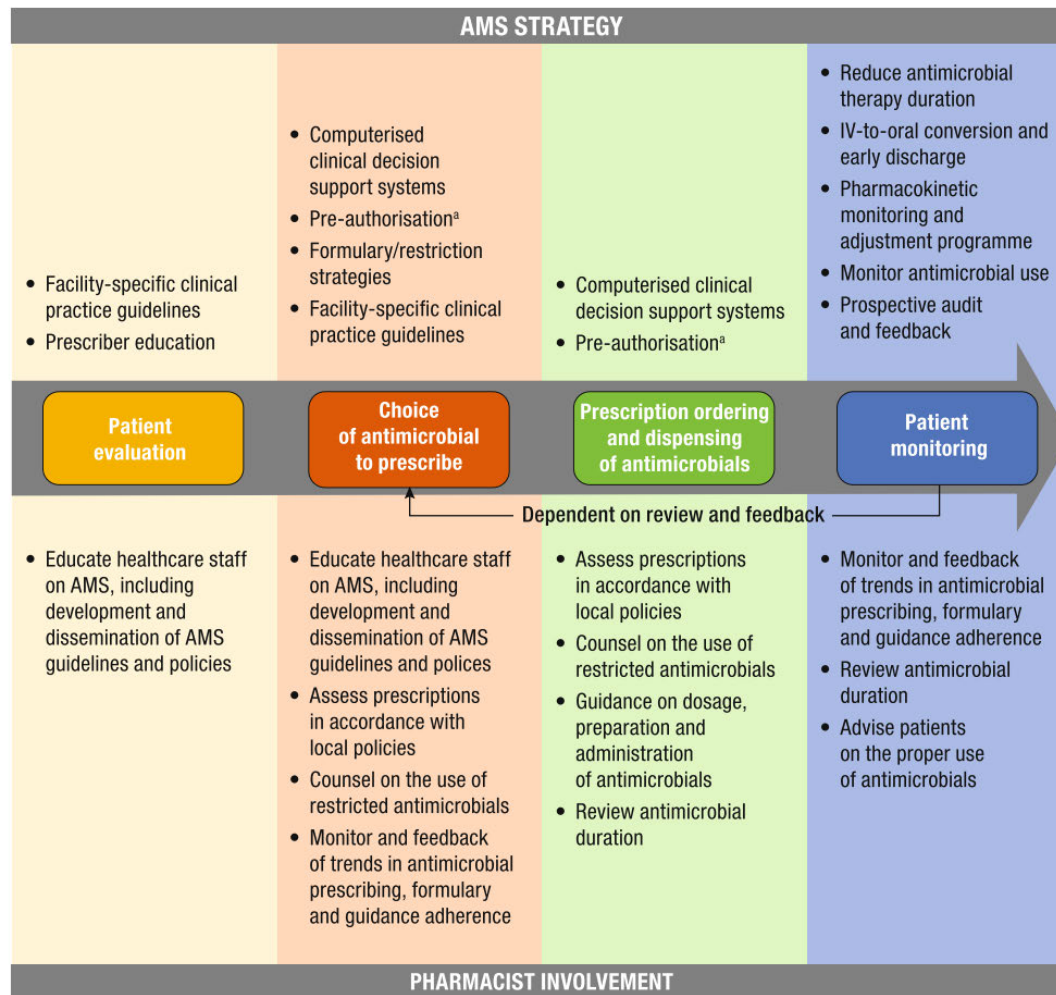 AMS STRATEGY
• Facility-specific clinical
practice guidelines
• Prescriber education
• Computerised
clinical decision
support systems
• Pre-authorisationᵃ
• Formulary/restriction
strategies
• Facility-specific clinical
practice guidelines
• Computerised clinical
decision support systems
• Pre-authorisationᵃ
• Reduce antimicrobial
therapy duration
• IV-to-oral conversion and
early discharge
• Pharmacokinetic
monitoring and
adjustment programme
• Monitor antimicrobial use
• Prospective audit
and feedback
Patient
evaluation
Choice
of antimicrobial
to prescribe
Prescription ordering
and dispensing
of antimicrobials
Patient
monitoring
Dependent on review and feedback
• Educate healthcare staff
on AMS, including
development and
dissemination of AMS
guidelines and policies
• Educate healthcare staff
on AMS, including
development and
dissemination of AMS
guidelines and polices
• Assess prescriptions
in accordance with
local policies
• Counsel on the use of
restricted antimicrobials
• Monitor and feedback
of trends in antimicrobial
prescribing, formulary
and guidance adherence
• Assess prescriptions
in accordance with
local policies
• Counsel on the use of
restricted antimicrobials
• Guidance on dosage,
preparation and
administration
of antimicrobials
• Review antimicrobial
duration
• Monitor and feedback
of trends in antimicrobial
prescribing, formulary
and guidance adherence
• Review antimicrobial
duration
• Advise patients
on the proper use
of antimicrobials
PHARMACIST INVOLVEMENT